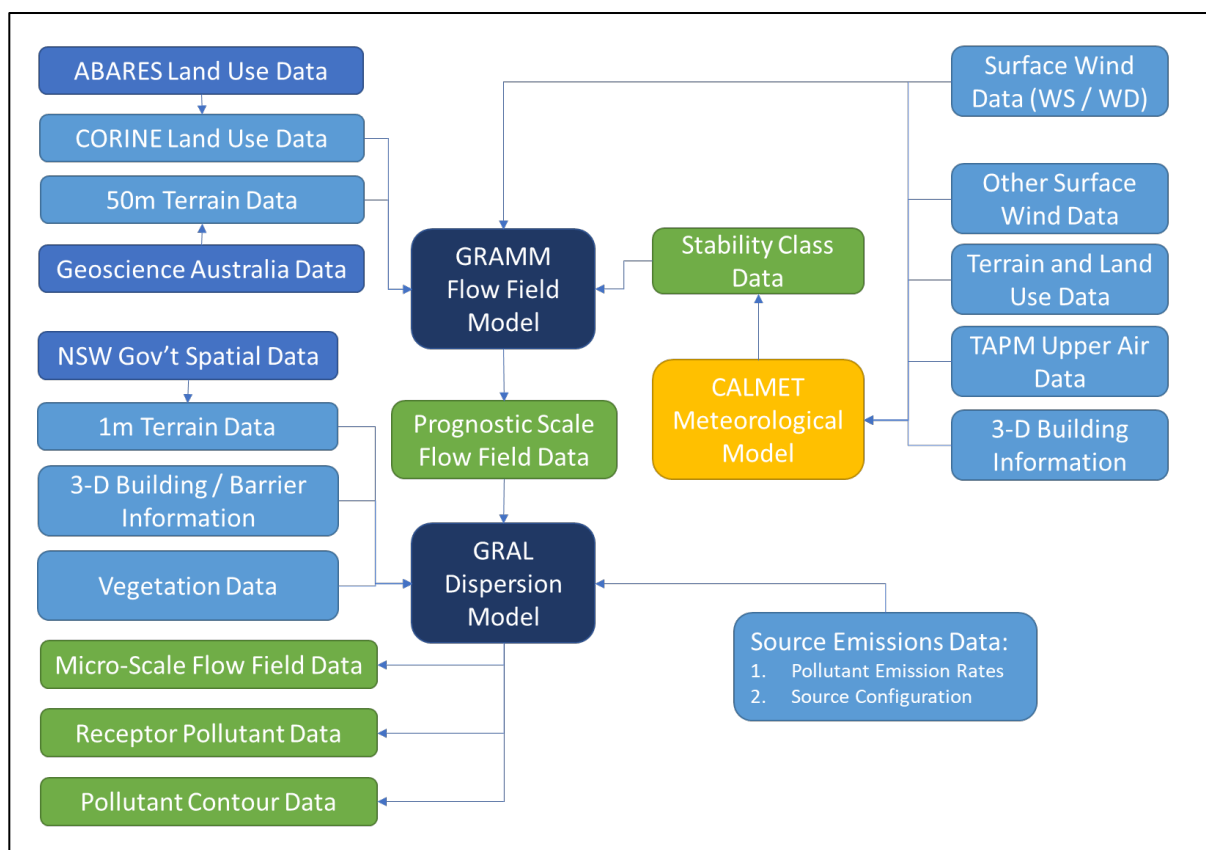 ABARES Land Use Data
CORINE Land Use Data
50m Terrain Data
Geoscience Australia Data
NSW Gov't Spatial Data
1m Terrain Data
3-D Building / Barrier
Information
Vegetation Data
Micro-Scale Flow Field Data
Receptor Pollutant Data
Pollutant Contour Data
GRAMM
Flow Field
Model
Prognostic Scale
Flow Field Data
GRAL
Dispersion
Model
Stability Class
Data
CALMET
Meteorological
Model
Surface Wind
Data (WS / WD)
Other Surface
Wind Data
Terrain and Land
Use Data
TAPM Upper Air
Data
3-D Building
Information
Source Emissions Data:
1. Pollutant Emission Rates
2. Source Configuration